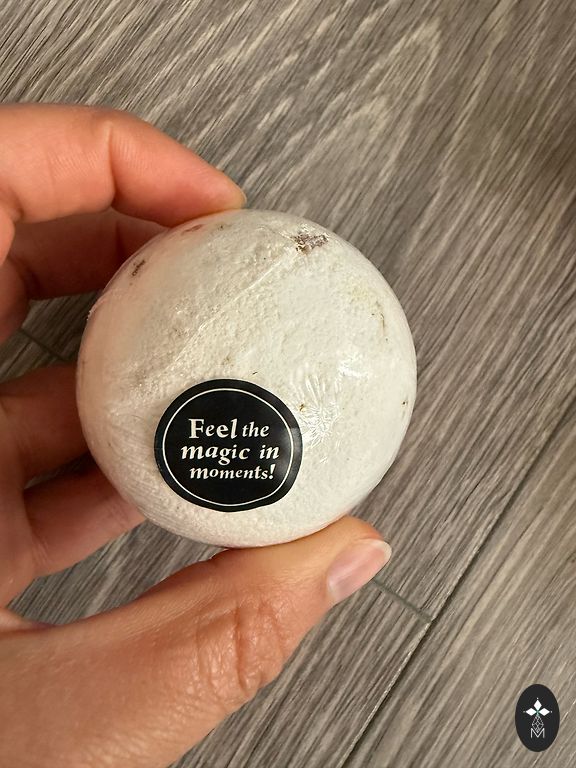 Feel the
magic in
moments!
M